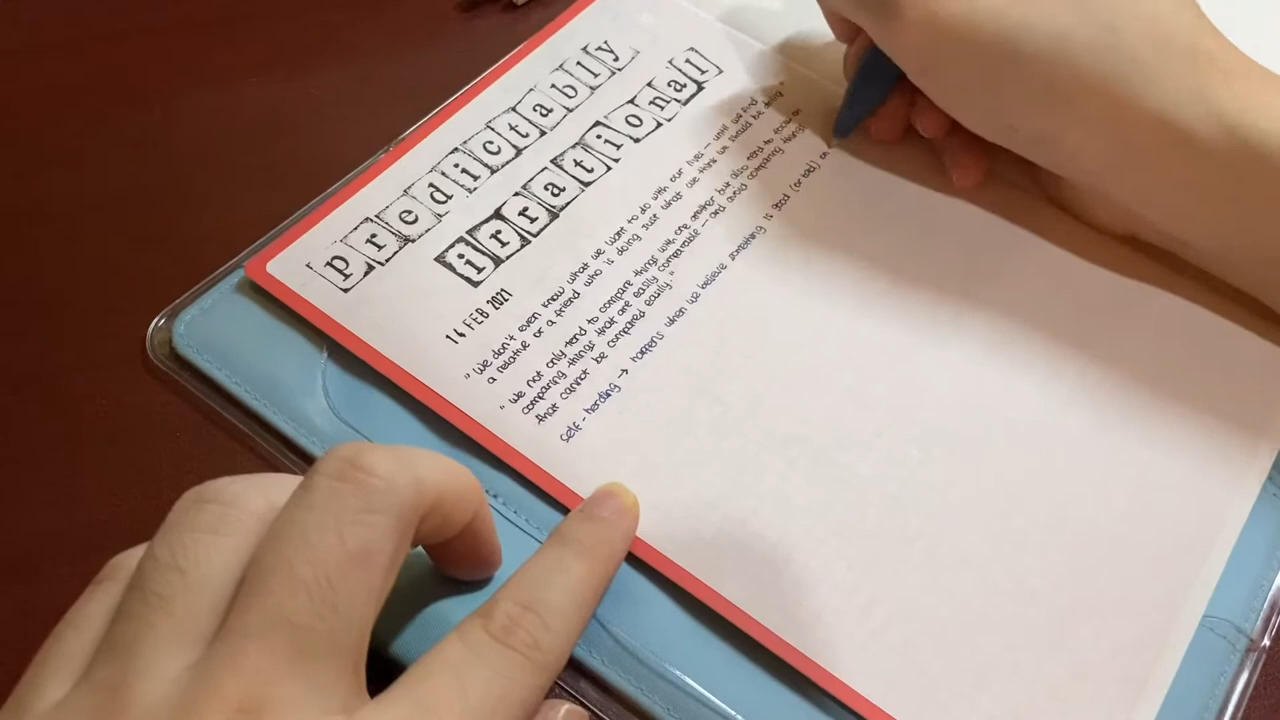 predictably
irrational
14 FEB 2021
" We don't even know what we want to do with our lives – until we find
a relative or a friend who is doing just what we think we should be doing "
" We not only tend to compare things with one another but also tend to focus on
comparing things that are easily comparable – and avoid comparing things
that cannot be compared easily. "
self-herding → happens when we believe something is good (or bad) on